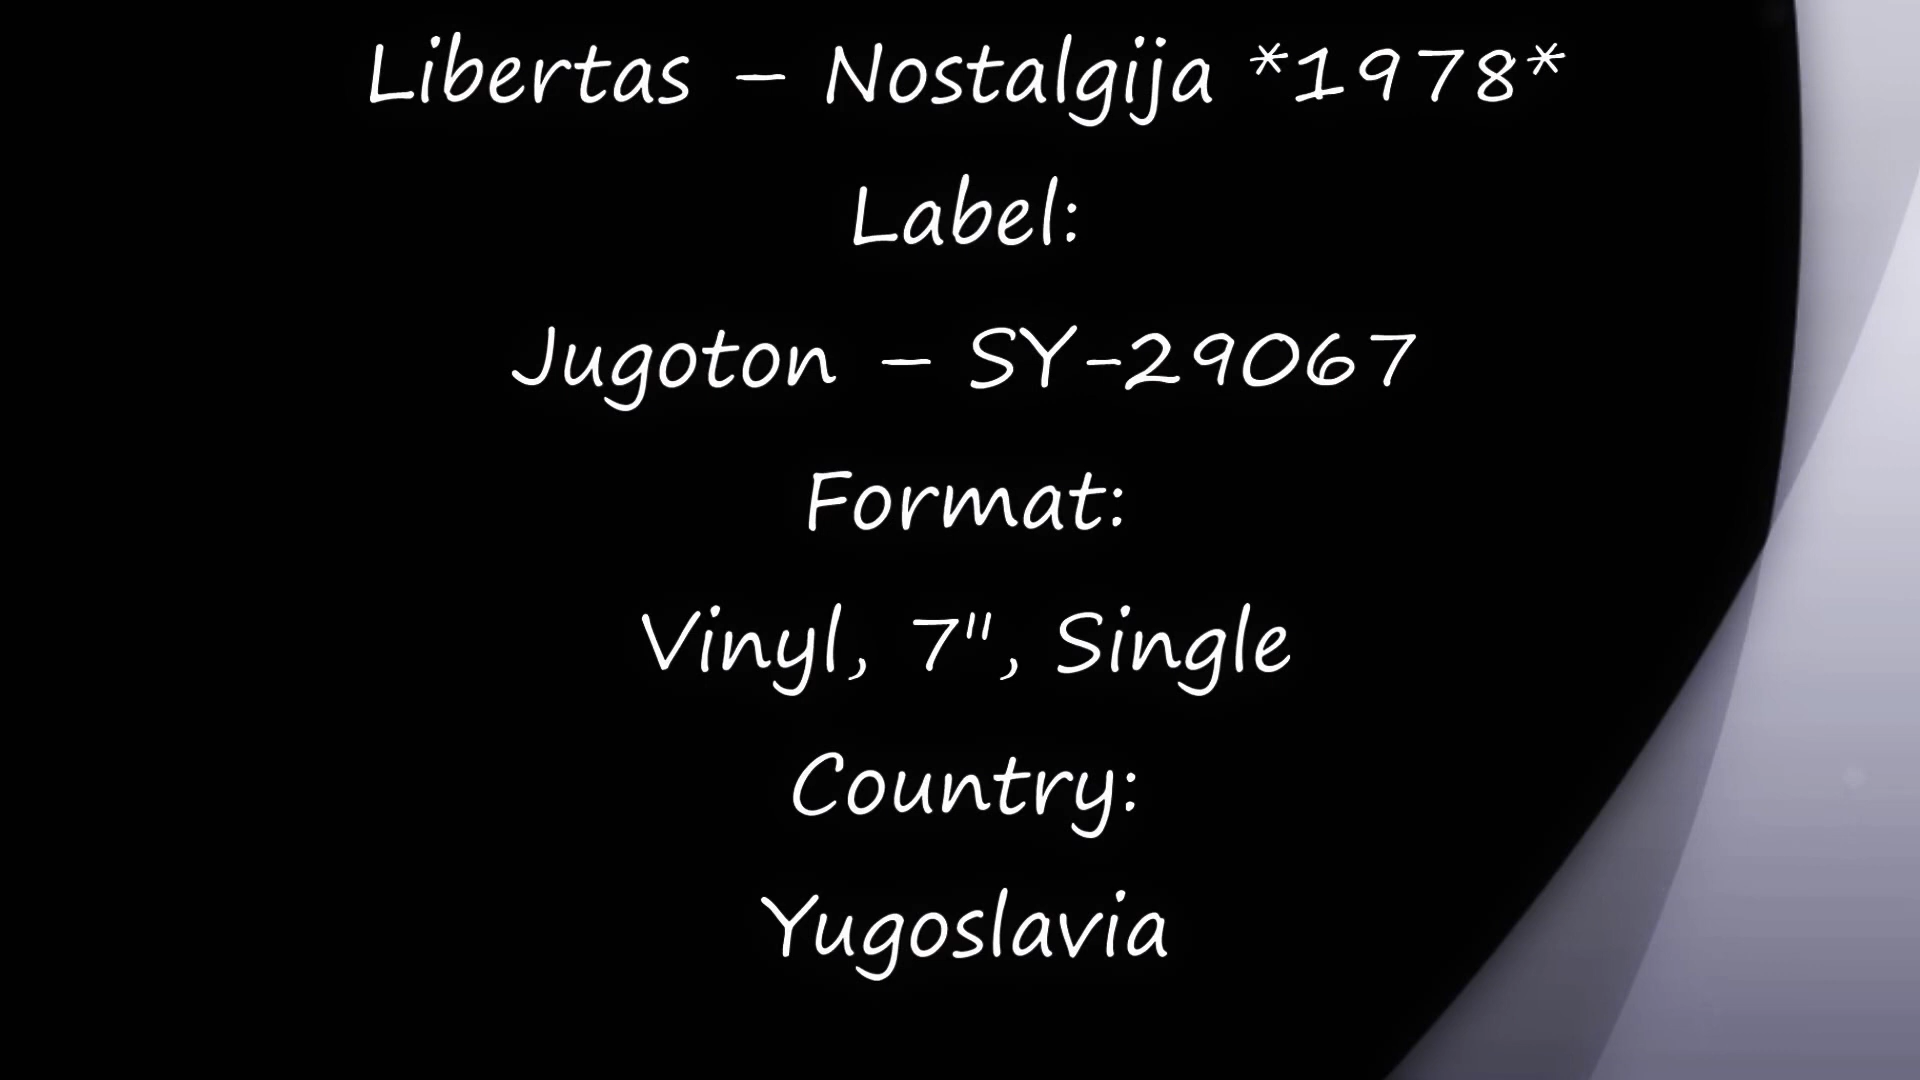 Libertas – Nostalgija *1978*
Label:
Jugoton – SY-29067
Format:
Vinyl, 7", Single
Country:
Yugoslavia